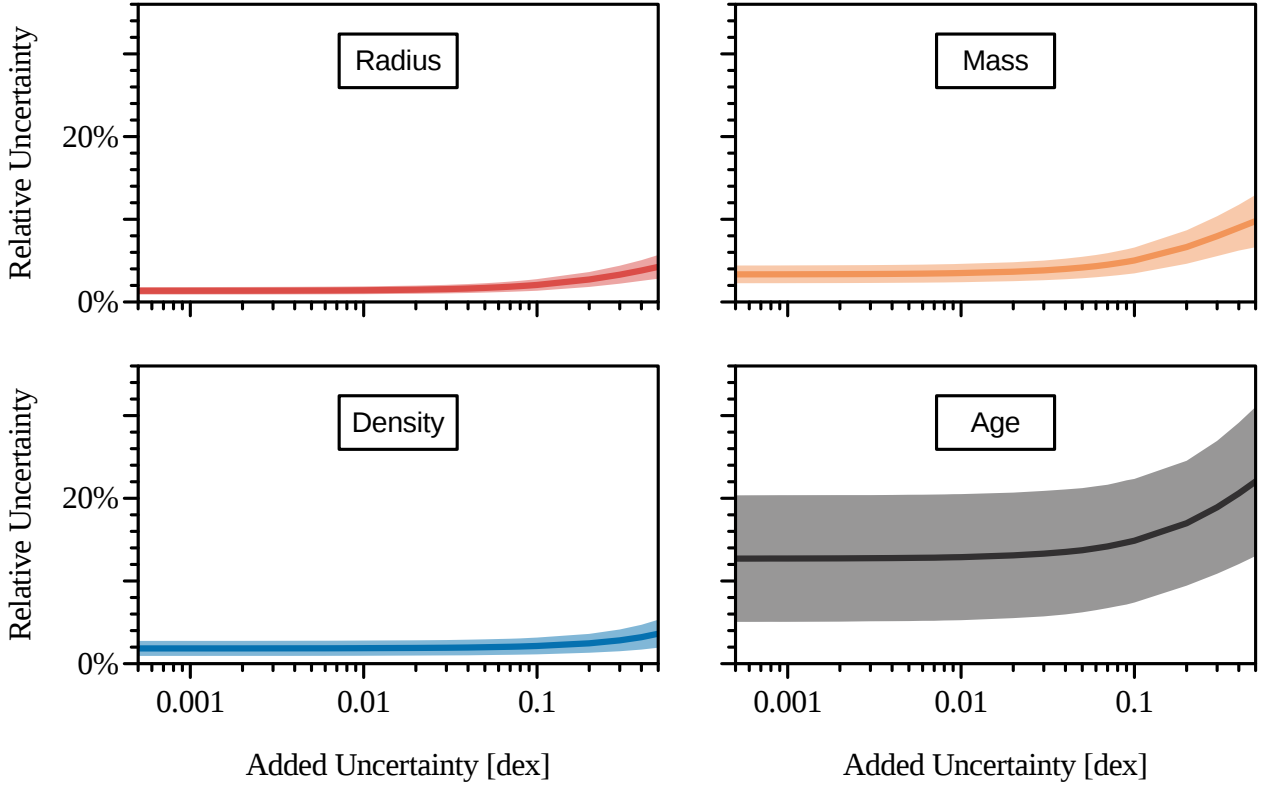 Relative Uncertainty
20%
0%
Radius
Mass
Relative Uncertainty
20%
0%
Density
Age
0.001 0.01 0.1
0.001 0.01 0.1
Added Uncertainty [dex]
Added Uncertainty [dex]